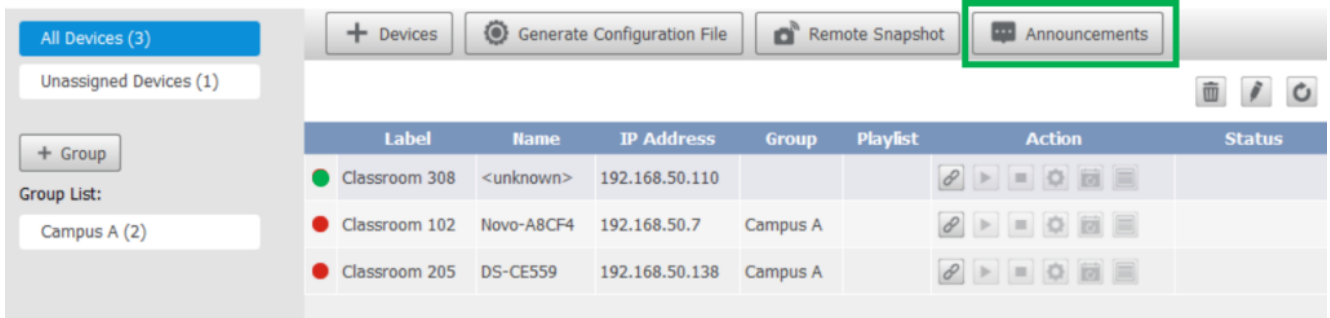 All Devices (3)
Unassigned Devices (1)
+ Group
Group List:
Campus A (2)
+ Devices Generate Configuration File Remote Snapshot Announcements
Label Name IP Address Group Playlist Action Status
Classroom 308 <unknown> 192.168.50.110
Classroom 102 Novo-A8CF4 192.168.50.7 Campus A
Classroom 205 DS-CE559 192.168.50.138 Campus A